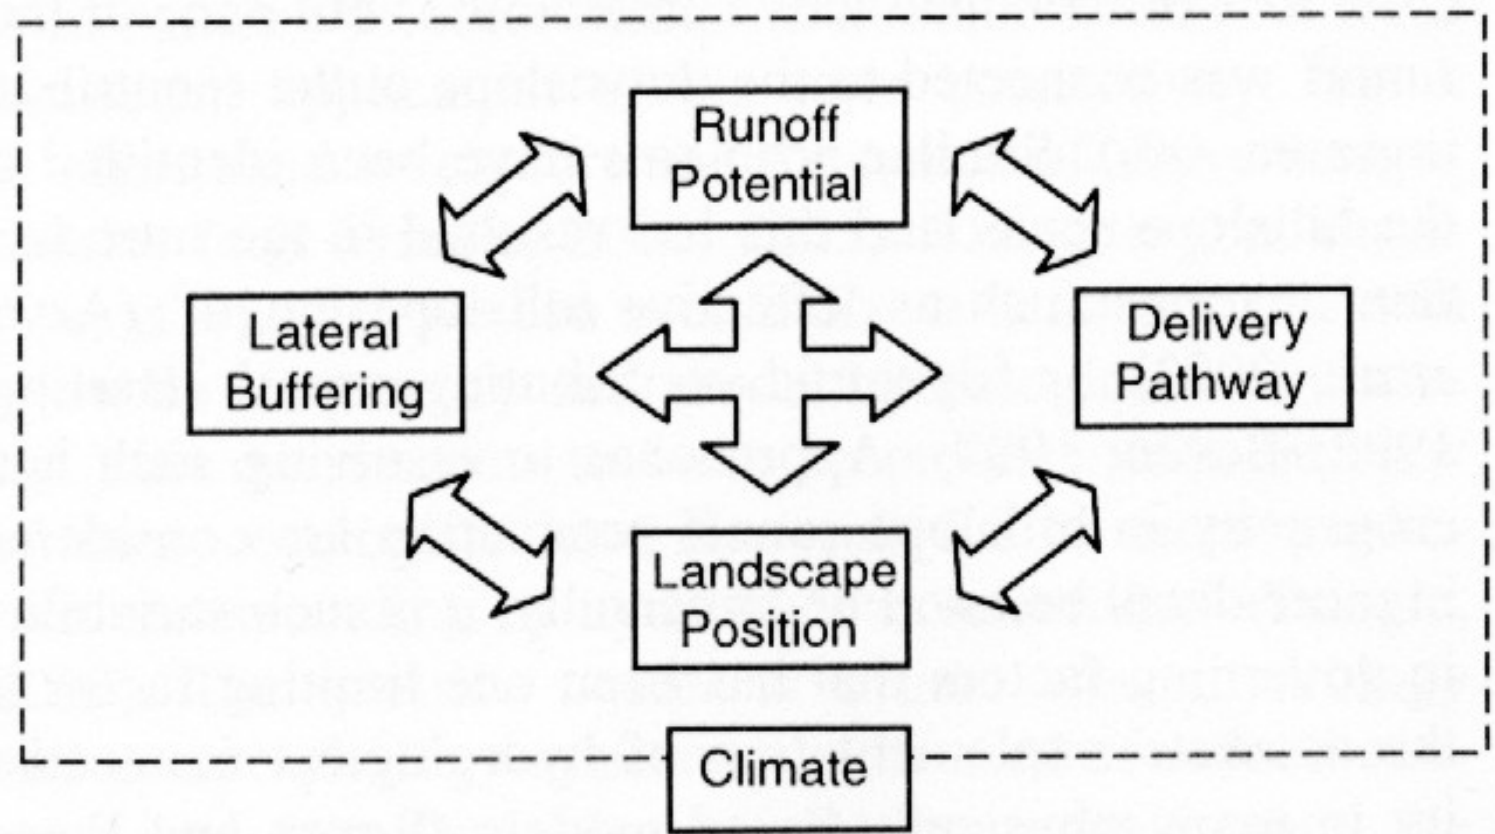 Runoff
Potential
Lateral
Buffering
Delivery
Pathway
Landscape
Position
Climate